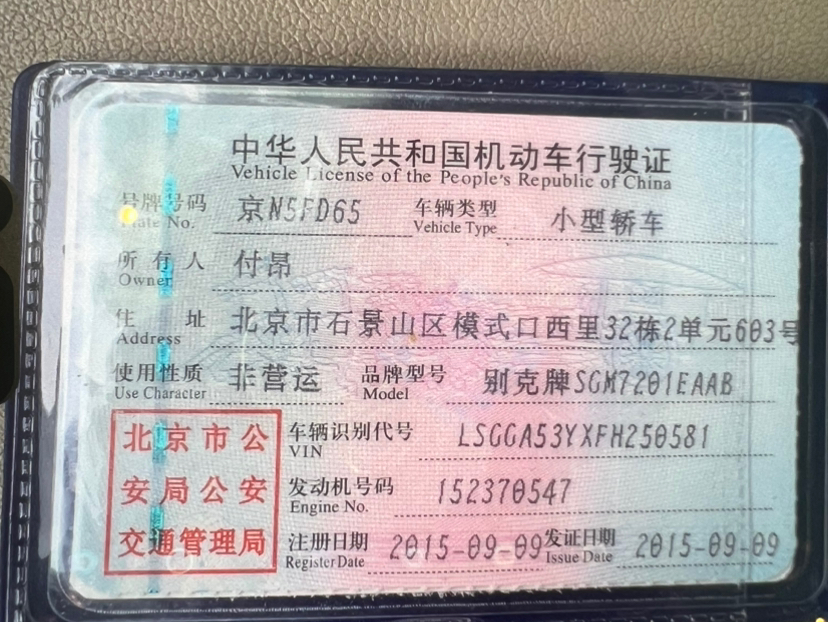 中华人民共和国机动车行驶证
Vehicle License of the People's Republic of China
号牌号码 京N5FD65 车辆类型 小型轿车
Plate No. Vehicle Type
所有人 付昂
Owner
住址 北京市石景山区模式口西里32栋2单元603号
Address
使用性质 非营运 品牌型号 别克牌SGM7201EAAB
Use Character Model
北京市公
安局公安
交通管理局
车辆识别代号 LSGGA53YXFH250581
VIN
发动机号码 152370547
Engine No.
注册日期 2015-09-09 发证日期 2015-09-09
Register Date Issue Date